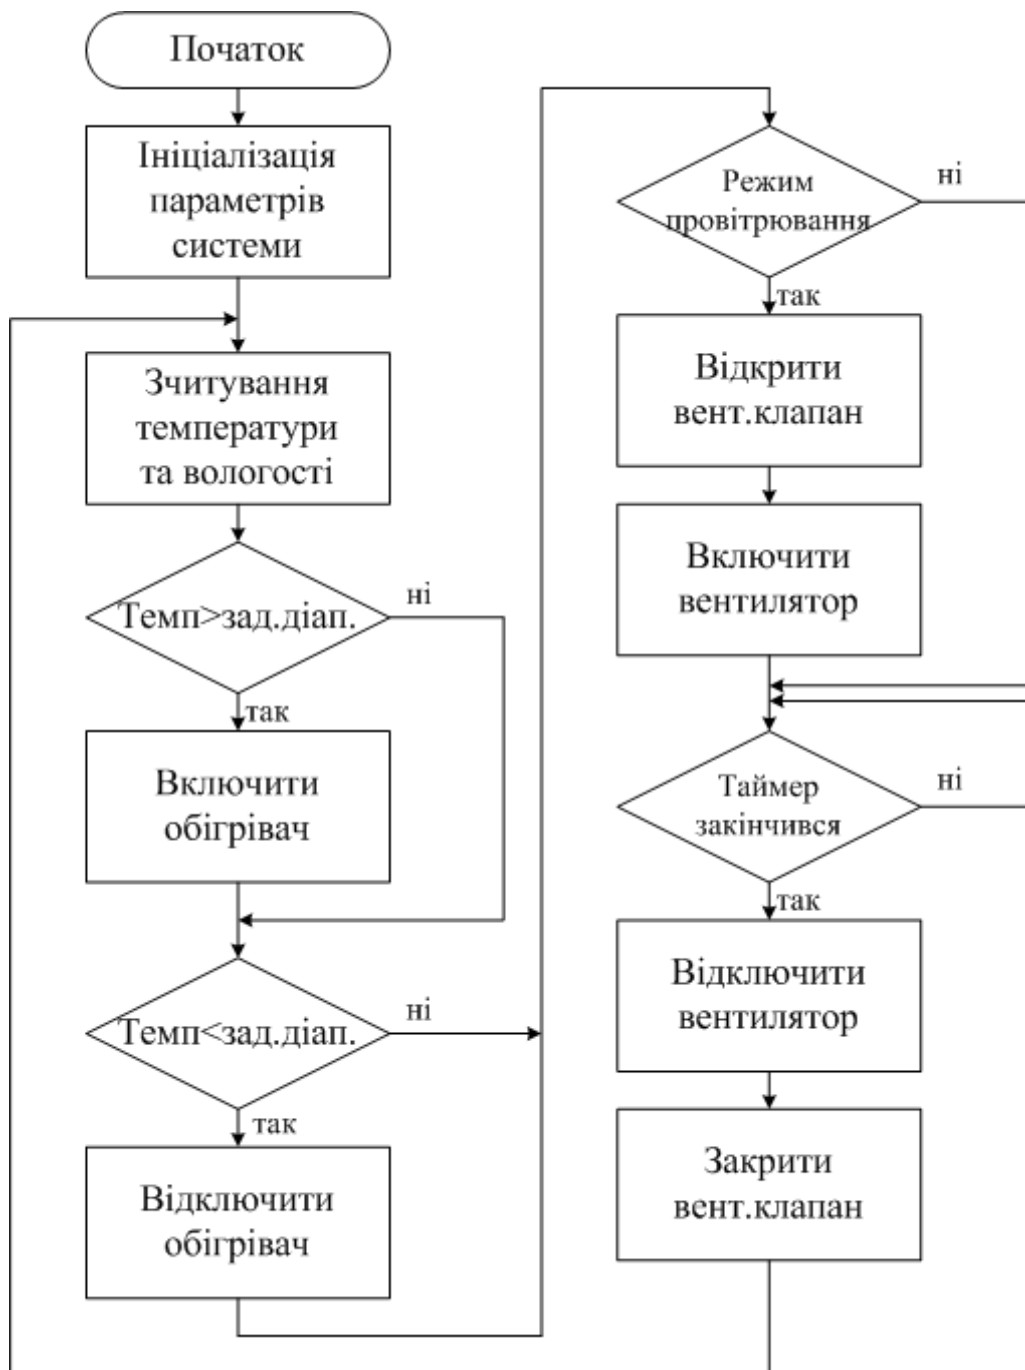 Початок
Ініціалізація
параметрів
системи
Зчитування
температури
та вологості
Темп>зад.діап.
ні
так
Включити
обігрівач
Темп<зад.діап.
ні
так
Відключити
обігрівач
Режим
провітрювання
ні
так
Відкрити
вент.клапан
Включити
вентилятор
Таймер
закінчився
ні
так
Відключити
вентилятор
Закрити
вент.клапан